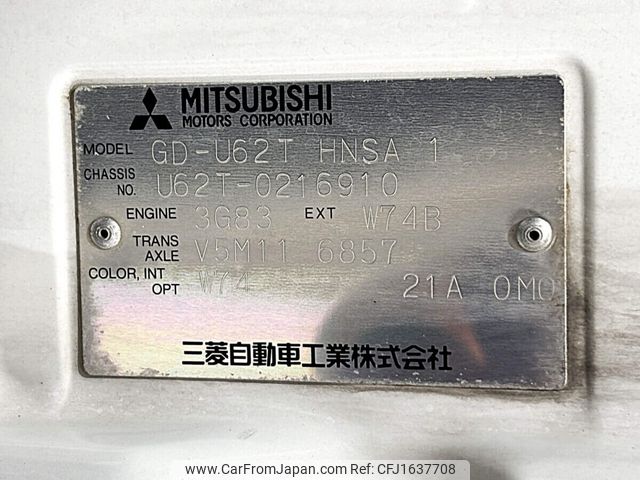 MITSUBISHI
MOTORS CORPORATION
MODEL GD-U62T HNSA 1
CHASSIS NO. U62T-0216910
ENGINE 3G83 EXT W74B
TRANS AXLE V5M11 6857
COLOR, INT OPT W74 21A 0M0
三菱自動車工業株式会社
www.CarFromJapan.com CFJ1637708